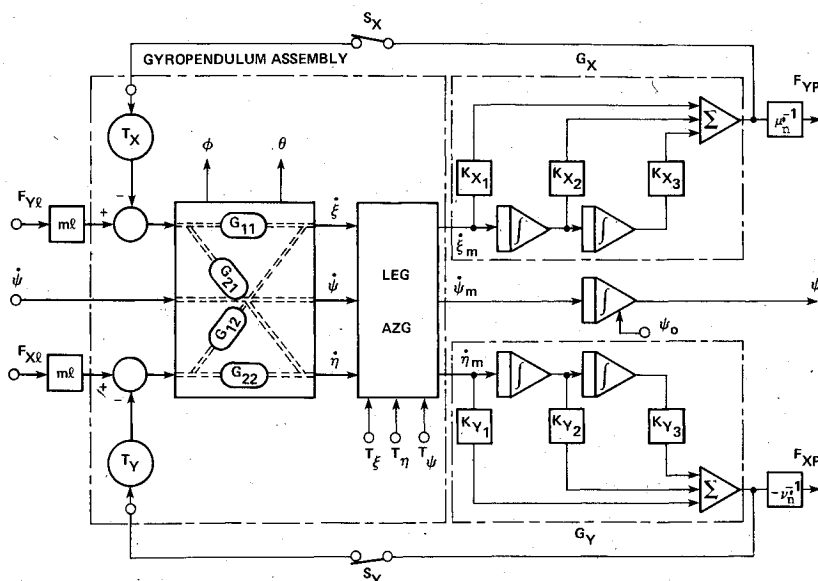 S_X
GYROPENDULUM ASSEMBLY
G_X
F_YP
T_X
Σ
μ_n^-1
φ
θ
K_X1
K_X2
K_X3
F_Yℓ
−
+
mℓ
G_11
ξ̇
∫
∫
ξ̇_m
G_21
LEG
ψ̇
ψ̇
ψ̇_m
∫
ψ
AZG
ψ_o
G_12
F_Xℓ
mℓ
+
−
G_22
η̇
η̇_m
∫
∫
K_Y1
K_Y2
K_Y3
T_Y
T_ξ
T_η
T_ψ
F_XP
Σ
−ν_n^-1
G_Y
S_Y